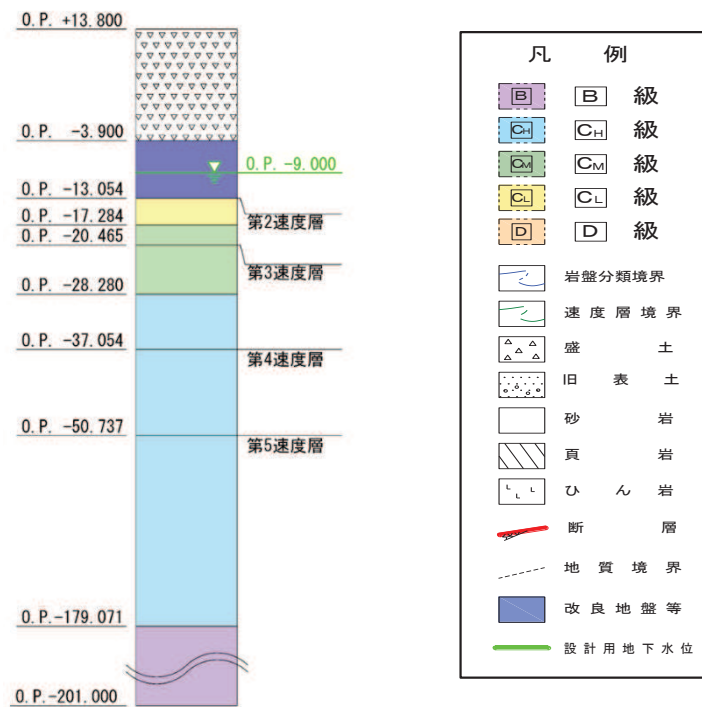 O.P. +13.800
O.P. -3.900
O.P. -9.000
O.P. -13.054
第2速度層
O.P. -17.284
O.P. -20.465
第3速度層
O.P. -28.280
O.P. -37.054
第4速度層
O.P. -50.737
第5速度層
O.P.-179.071
O.P.-201.000
凡 例
B B 級
CH CH 級
CM CM 級
CL CL 級
D D 級
岩盤分類境界
速度層境界
盛 土
旧 表 土
砂 岩
頁 岩
ひ ん 岩
断 層
地 質 境 界
改 良 地 盤 等
設 計 用 地 下 水 位